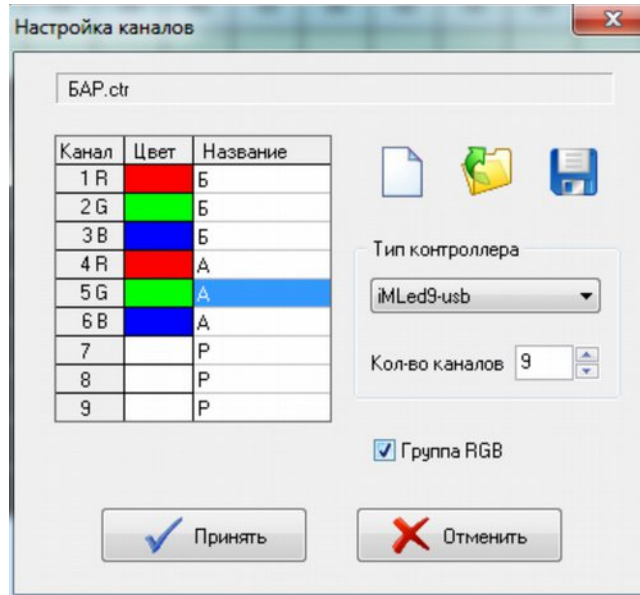 Настройка каналов
БАР.ctr
Канал Цвет Название
1 R Б
2 G Б
3 B Б
4 R А
5 G А
6 B А
7 Р
8 Р
9 Р
Тип контроллера
iMLed9-usb
Кол-во каналов 9
Группа RGB
Принять Отменить